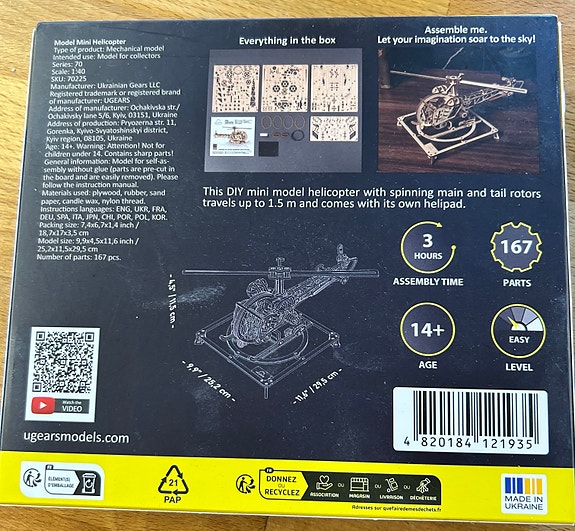 Model Mini Helicopter
Type of product: Mechanical model
Intended use: Model for collectors
Series: 70
Scale: 1:40
SKU: 70225
Manufacturer: Ukrainian Gears LLC
Registered trademark or registered brand
of manufacturer: UGEARS
Address of manufacturer: Ochakivska str/
Ochakivsky lane 5/6, Kyiv, 03151, Ukraine
Address of production: Pryozerna str. 11,
Gorenka, Kyivo-Svyatoshinskyi district,
Kyiv region, 08105, Ukraine
Age: 14+. Warning: Attention! Not for
children under 14. Contains sharp parts!
General information: Model for self-as-
sembly without glue (parts are pre-cut in
the board and are easily removed). Please
follow the instruction manual.
Materials used: plywood, rubber, sand
paper, candle wax, nylon thread.
Instructions languages: ENG, UKR, FRA,
DEU, SPA, ITA, JPN, CHI, POR, POL, KOR.
Packing size: 7,4x6,7x1,4 inch /
18,7x17x3,5 cm
Model size: 9,9x4,5x11,6 inch /
25,2x11,5x29,5 cm
Number of parts: 167 pcs.
Everything in the box
Assemble me.
Let your imagination soar to the sky!
This DIY mini model helicopter with spinning main and tail rotors
travels up to 1.5 m and comes with its own helipad.
3
HOURS
ASSEMBLY TIME
167
PARTS
14+
AGE
EASY
LEVEL
4,5" / 11,5 cm
9,9" / 25,2 cm
11,6" / 29,5 cm
Watch the
VIDEO
ugearsmodels.com
4 820184 121935
FR
ÉLÉMENT
D'EMBALLAGE
21
PAP
FR
DONNEZ
OU
RECYCLEZ
ASSOCIATION
OU
MAGASIN
OU
LIVRAISON
OU
DÉCHÈTERIE
Adresses sur quefairedemesdechets.fr
MADE IN
UKRAINE